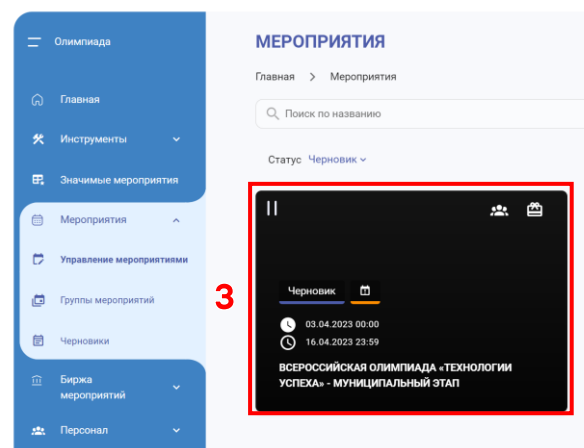 Олимпиада
Главная
Инструменты
Значимые мероприятия
Мероприятия
Управление мероприятиями
Группы мероприятий
Черновики
Биржа
мероприятий
Персонал
МЕРОПРИЯТИЯ
Главная > Мероприятия
Поиск по названию
Статус Черновик
3
Черновик
03.04.2023 00:00
16.04.2023 23:59
ВСЕРОССИЙСКАЯ ОЛИМПИАДА «ТЕХНОЛОГИИ
УСПЕХА» - МУНИЦИПАЛЬНЫЙ ЭТАП